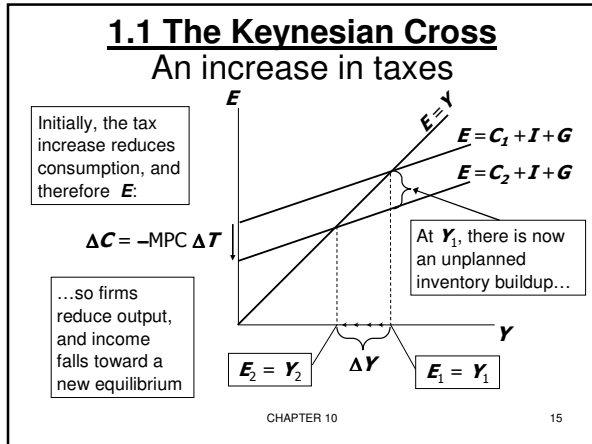 1.1 The Keynesian Cross
An increase in taxes
E
E = Y
Initially, the tax
increase reduces
consumption, and
therefore E:
E = C₁ + I + G
E = C₂ + I + G
ΔC = −MPC ΔT
At Y₁, there is now
an unplanned
inventory buildup…
…so firms
reduce output,
and income
falls toward a
new equilibrium
Y
E₂ = Y₂
ΔY
E₁ = Y₁
CHAPTER 10
15